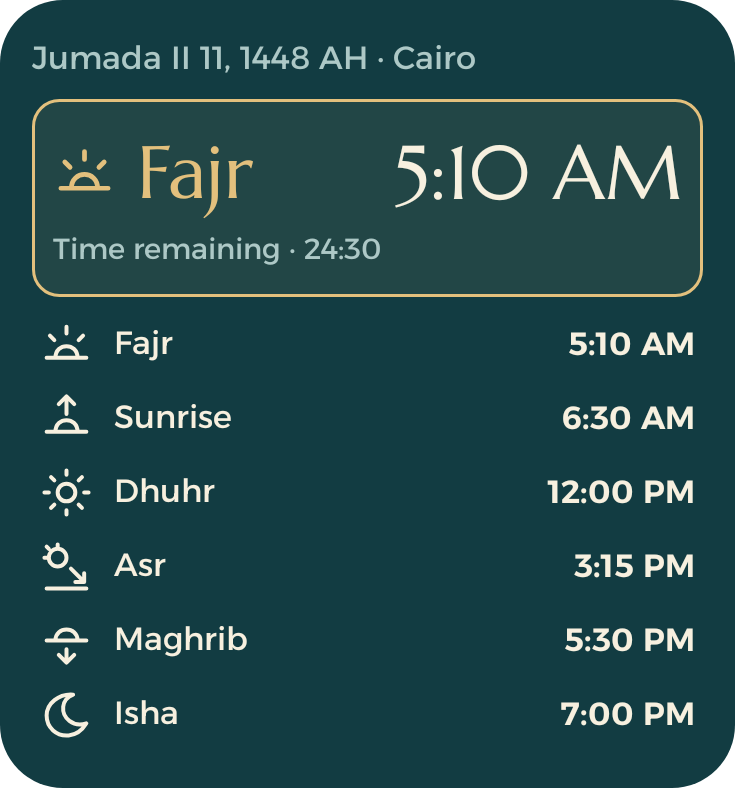 Jumada II 11, 1448 AH · Cairo
Fajr 5:10 AM
Time remaining · 24:30
Fajr 5:10 AM
Sunrise 6:30 AM
Dhuhr 12:00 PM
Asr 3:15 PM
Maghrib 5:30 PM
Isha 7:00 PM